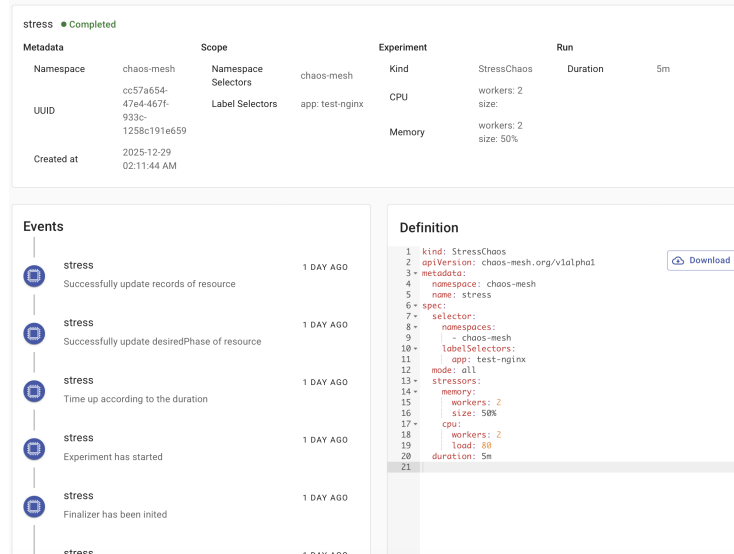 stress Completed
Metadata
Namespace chaos-mesh
UUID cc57a654-
47e4-467f-
933c-
1258c191e659
Created at 2025-12-29
02:11:44 AM
Scope
Namespace
Selectors chaos-mesh
Label Selectors app: test-nginx
Experiment
Kind StressChaos
CPU workers: 2
size:
Memory workers: 2
size: 50%
Run
Duration 5m
Events
stress 1 DAY AGO
Successfully update records of resource
stress 1 DAY AGO
Successfully update desiredPhase of resource
stress 1 DAY AGO
Time up according to the duration
stress 1 DAY AGO
Experiment has started
stress 1 DAY AGO
Finalizer has been inited
stress 1 DAY AGO
Definition
Download
1 kind: StressChaos
2 apiVersion: chaos-mesh.org/v1alpha1
3 metadata:
4 namespace: chaos-mesh
5 name: stress
6 spec:
7 selector:
8 namespaces:
9 - chaos-mesh
10 labelSelectors:
11 app: test-nginx
12 mode: all
13 stressors:
14 memory:
15 workers: 2
16 size: 50%
17 cpu:
18 workers: 2
19 load: 80
20 duration: 5m
21